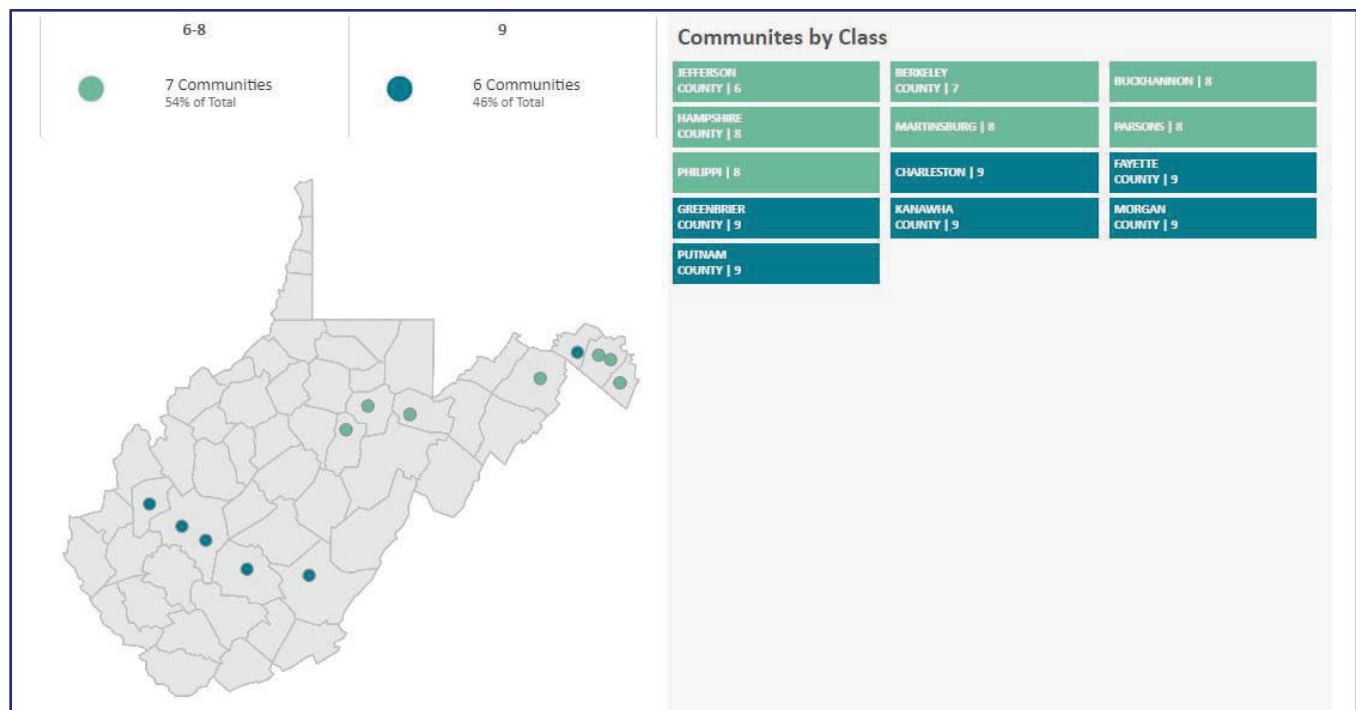 6-8
7 Communities
54% of Total
9
6 Communities
46% of Total
Communites by Class
JEFFERSON
COUNTY | 6
BERKELEY
COUNTY | 7
BUCKHANNON | 8
HAMPSHIRE
COUNTY | 8
MARTINSBURG | 8
PARSONS | 8
PHILIPPI | 8
CHARLESTON | 9
FAYETTE
COUNTY | 9
GREENBRIER
COUNTY | 9
KANAWHA
COUNTY | 9
MORGAN
COUNTY | 9
PUTNAM
COUNTY | 9